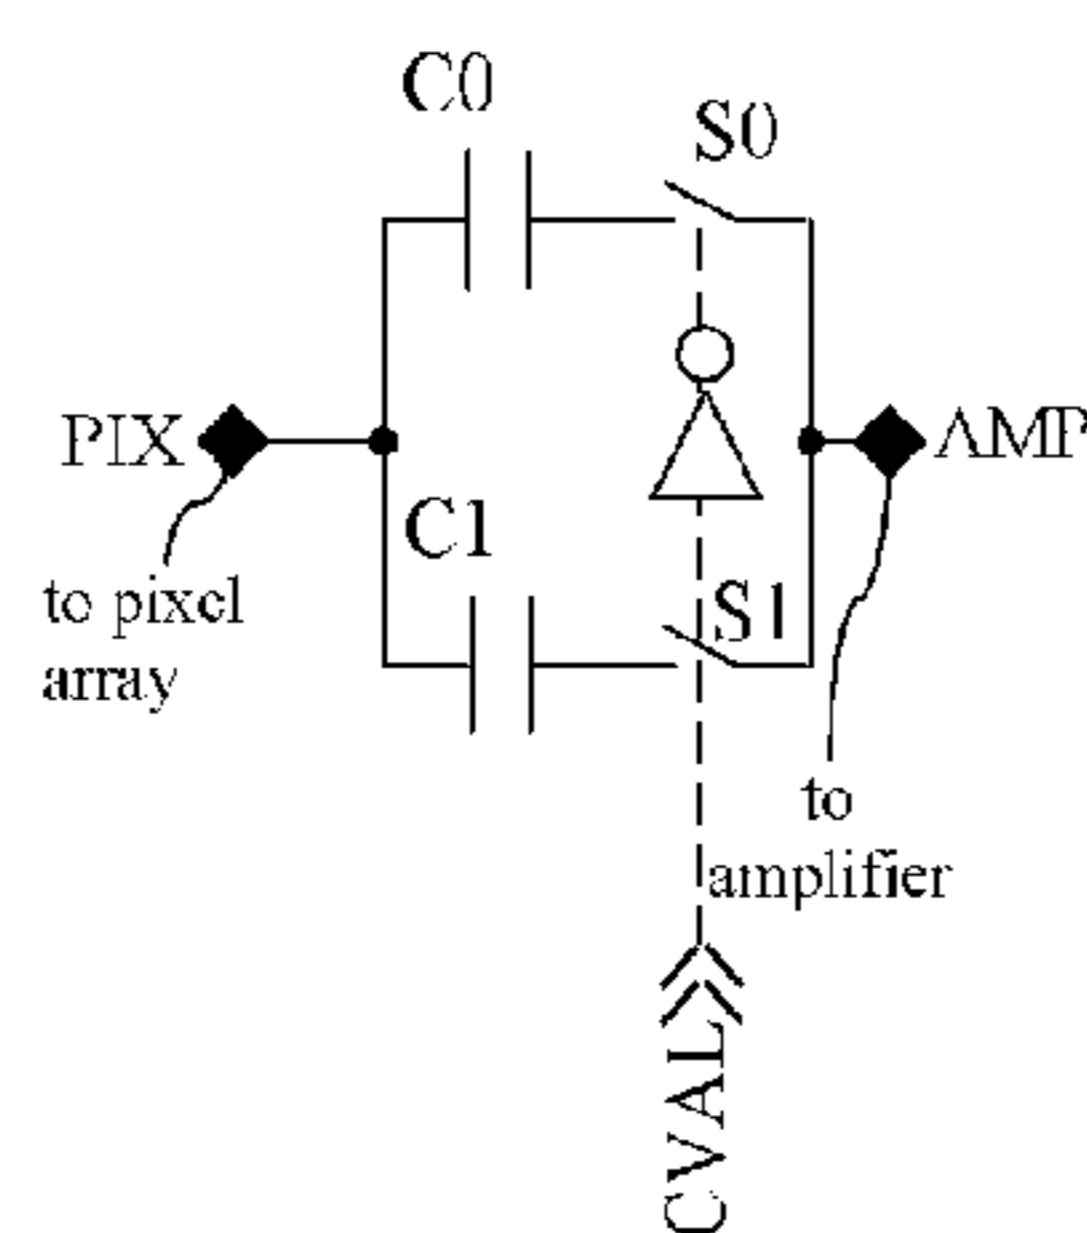 C0
S0
PIX
AMP
C1
to pixel
array
S1
to
amplifier
CVAL